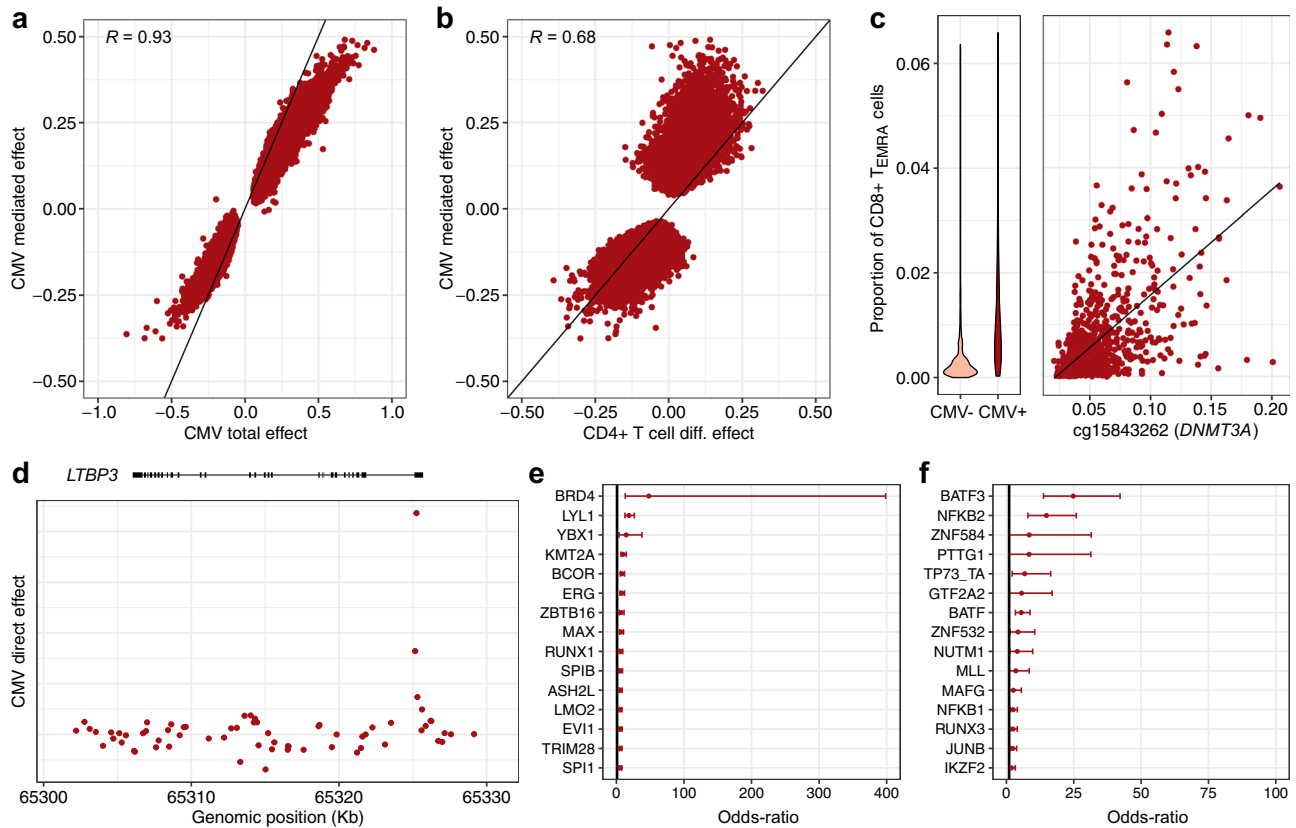 a
R = 0.93
0.50
0.25
0.00
−0.25
−0.50
CMV mediated effect
−1.0
−0.5
0.0
0.5
1.0
CMV total effect
b
R = 0.68
0.50
0.25
0.00
−0.25
−0.50
CMV mediated effect
−0.50
−0.25
0.00
0.25
0.50
CD4+ T cell diff. effect
c
0.06
0.04
0.02
0.00
Proportion of CD8+ TEMRA cells
CMV- CMV+
0.05
0.10
0.15
0.20
cg15843262 (DNMT3A)
d
LTBP3
CMV direct effect
65300
65310
65320
65330
Genomic position (Kb)
e
BRD4
LYL1
YBX1
KMT2A
BCOR
ERG
ZBTB16
MAX
RUNX1
SPIB
ASH2L
LMO2
EVI1
TRIM28
SPI1
0
100
200
300
400
Odds-ratio
f
BATF3
NFKB2
ZNF584
PTTG1
TP73_TA
GTF2A2
BATF
ZNF532
NUTM1
MLL
MAFG
NFKB1
RUNX3
JUNB
IKZF2
0
25
50
75
100
Odds-ratio